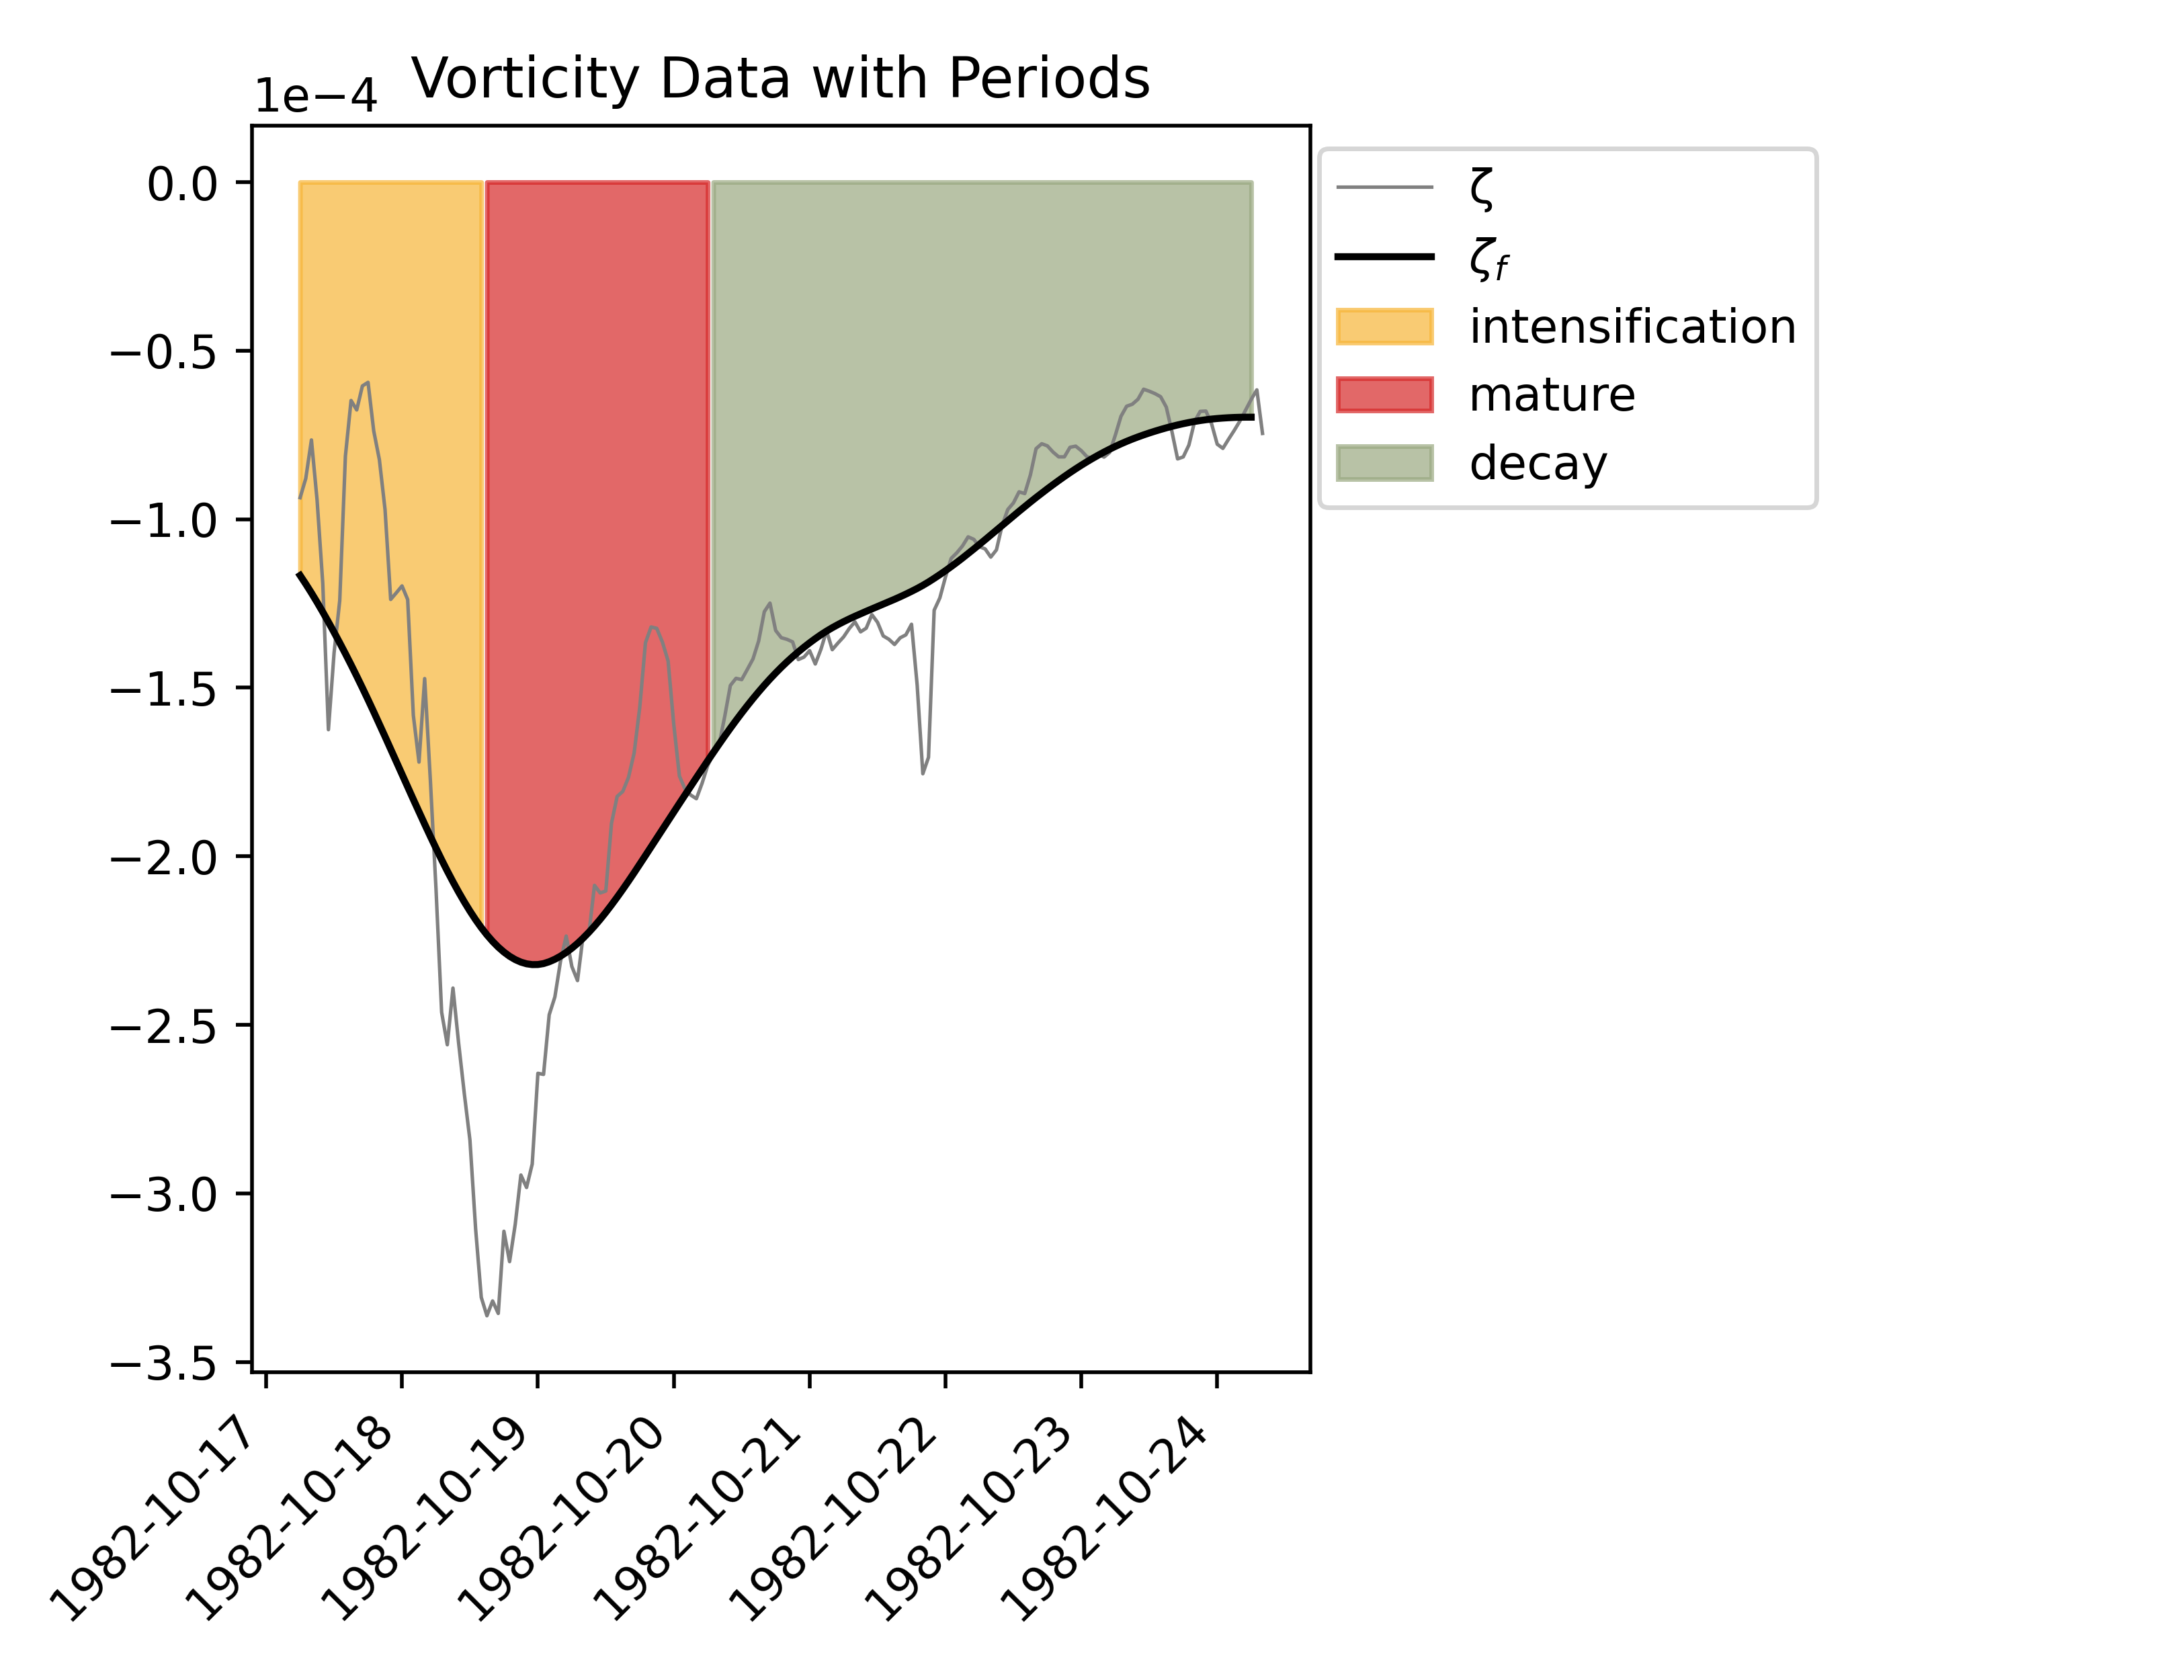 Vorticity Data with Periods
1e−4
0.0
−0.5
−1.0
−1.5
−2.0
−2.5
−3.0
−3.5
1982-10-17
1982-10-18
1982-10-19
1982-10-20
1982-10-21
1982-10-22
1982-10-23
1982-10-24
ζ
ζf
intensification
mature
decay